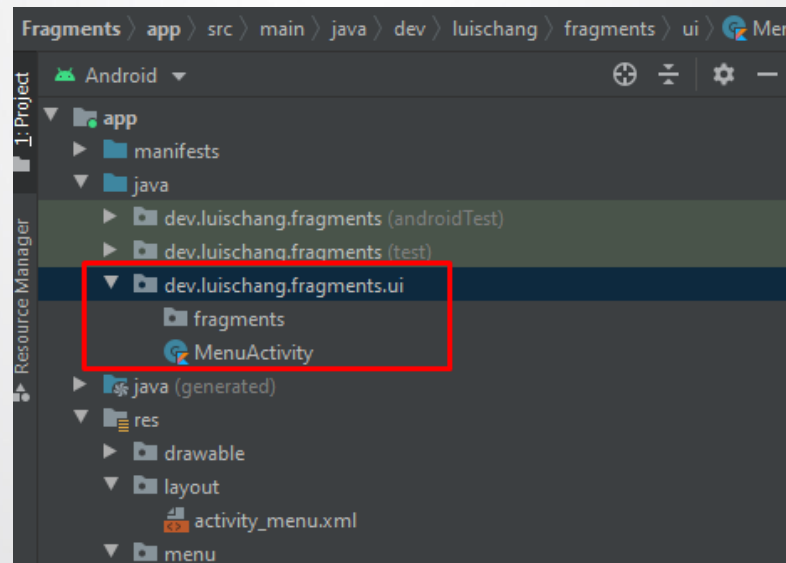 Fragments 〉 app 〉 src 〉 main 〉 java 〉 dev 〉 luischang 〉 fragments 〉 ui 〉
Android
1: Project
app
manifests
java
dev.luischang.fragments (androidTest)
dev.luischang.fragments (test)
Resource Manager
dev.luischang.fragments.ui
fragments
MenuActivity
java (generated)
res
drawable
layout
activity_menu.xml
menu